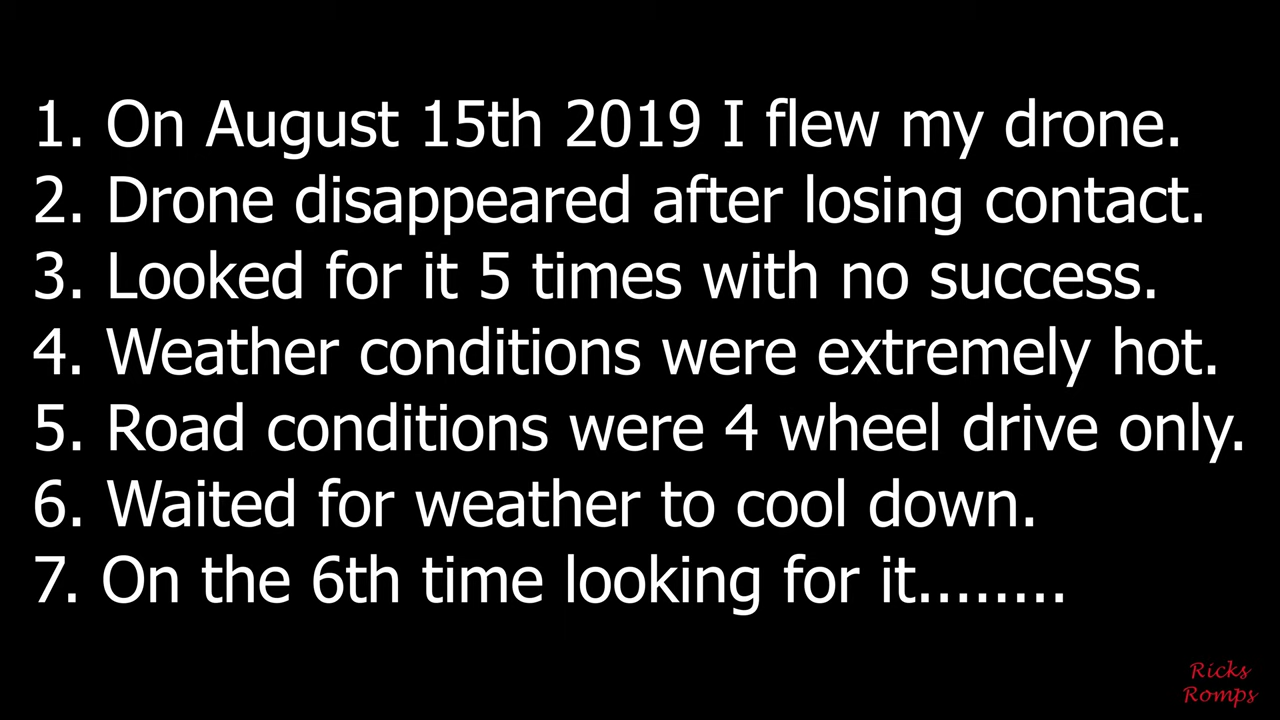 1. On August 15th 2019 I flew my drone.
2. Drone disappeared after losing contact.
3. Looked for it 5 times with no success.
4. Weather conditions were extremely hot.
5. Road conditions were 4 wheel drive only.
6. Waited for weather to cool down.
7. On the 6th time looking for it........
Ricks
Romps